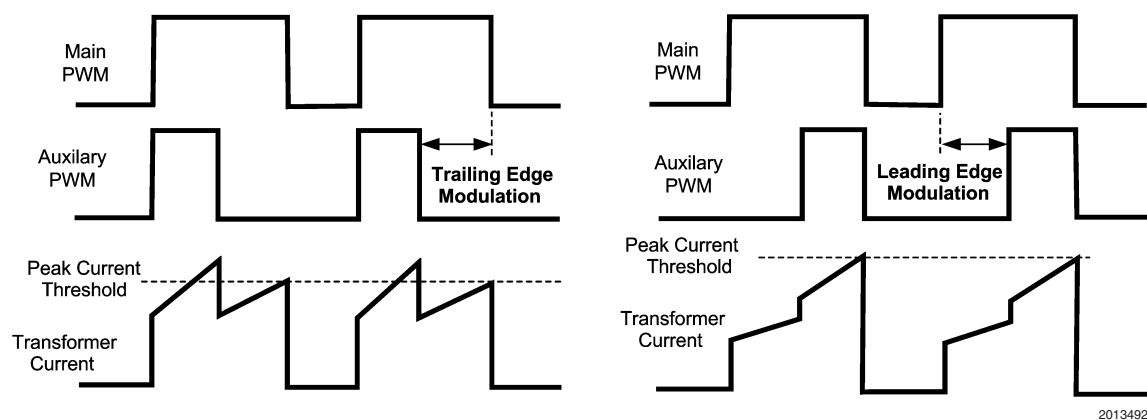 Main
PWM
Auxilary
PWM
Trailing Edge
Modulation
Peak Current
Threshold
Transformer
Current
Main
PWM
Auxilary
PWM
Leading Edge
Modulation
Peak Current
Threshold
Transformer
Current
2013492